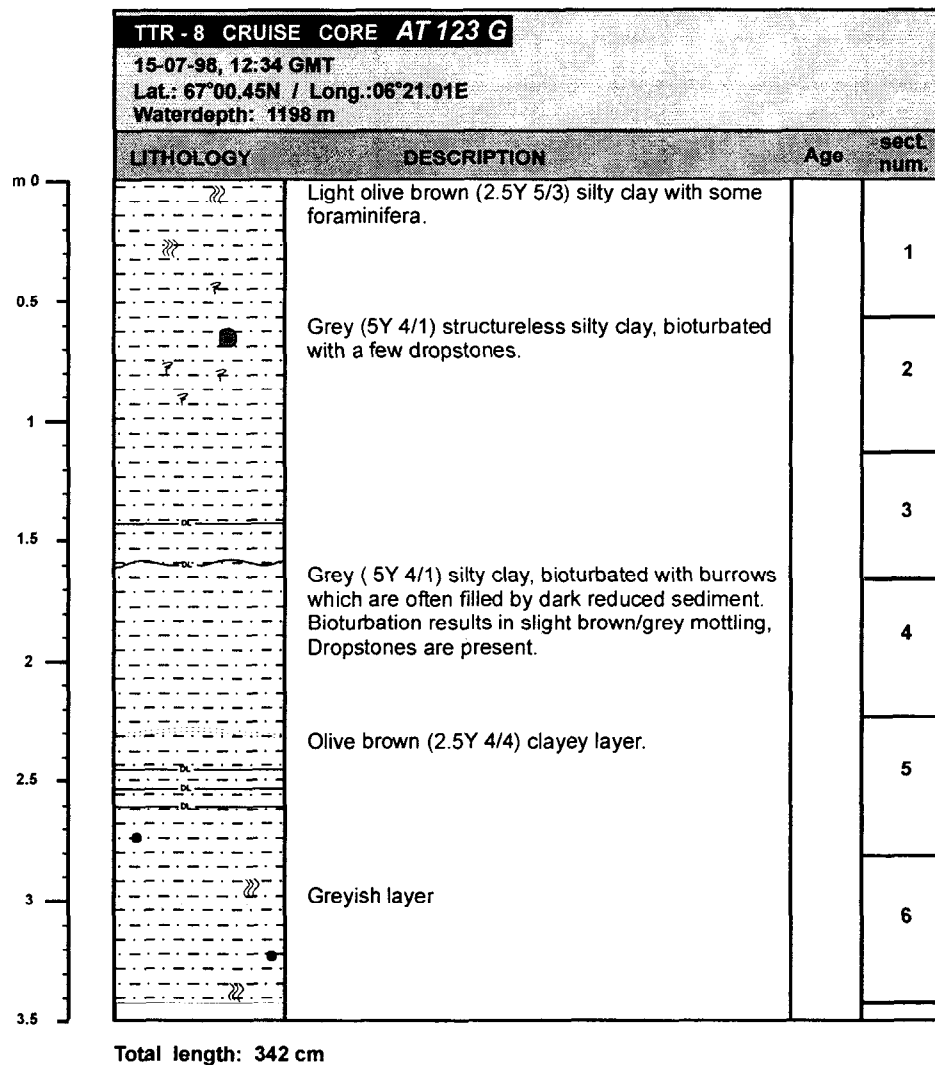 TTR - 8 CRUISE CORE AT 123 G
15-07-98, 12:34 GMT
Lat.: 67°00.45N / Long.:06°21.01E
Waterdepth: 1198 m
LITHOLOGY DESCRIPTION Age sect. num.
m 0
Light olive brown (2.5Y 5/3) silty clay with some
foraminifera.
1
0.5
Grey (5Y 4/1) structureless silty clay, bioturbated
with a few dropstones.
2
1
3
DL
1.5
DL
Grey ( 5Y 4/1) silty clay, bioturbated with burrows
which are often filled by dark reduced sediment.
Bioturbation results in slight brown/grey mottling,
Dropstones are present.
4
2
Olive brown (2.5Y 4/4) clayey layer.
5
DL
2.5
DL
DL
Greyish layer
3
6
3.5
Total length: 342 cm